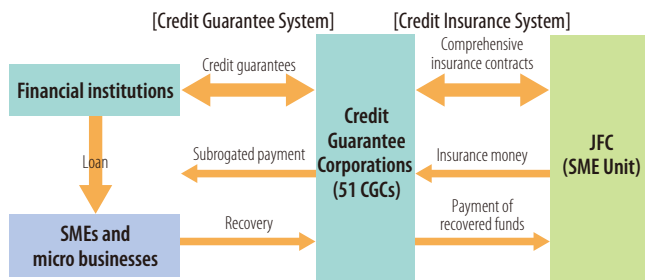 [Credit Guarantee System]
[Credit Insurance System]
Financial institutions
Credit guarantees
Comprehensive
insurance contracts
Credit
Guarantee
Corporations
(51 CGCs)
JFC
(SME Unit)
Loan
Subrogated payment
Insurance money
SMEs and
micro businesses
Recovery
Payment of
recovered funds